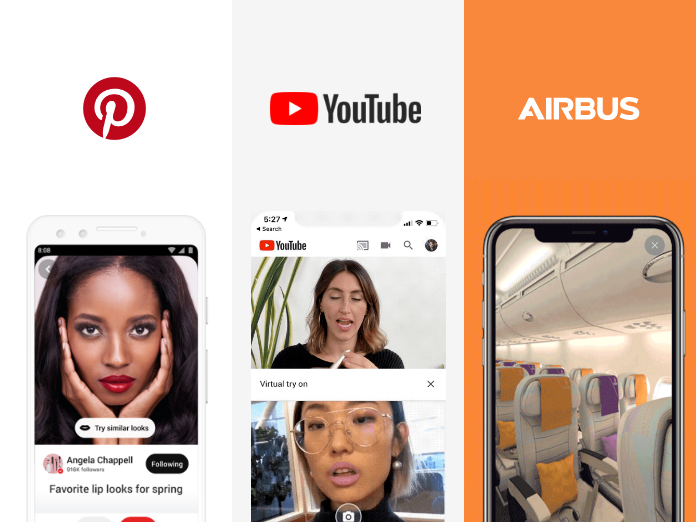 YouTube
AIRBUS
8:08
Try similar looks
Angela Chappell
916K followers
Following
Favorite lip looks for spring
5:27
Search
YouTube
Virtual try on